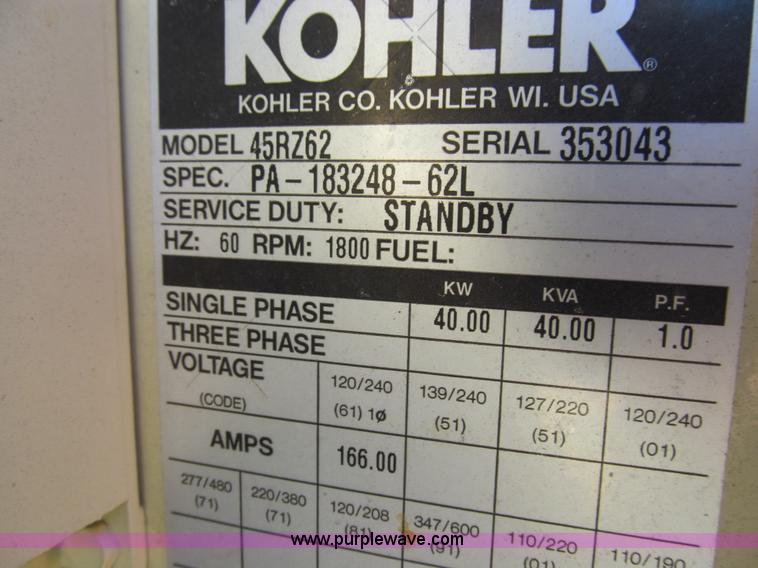 KOHLER®
KOHLER CO. KOHLER WI. USA
MODEL 45RZ62 SERIAL 353043
SPEC. PA-183248-62L
SERVICE DUTY: STANDBY
HZ: 60 RPM: 1800 FUEL:
KW KVA P.F.
SINGLE PHASE 40.00 40.00 1.0
THREE PHASE
VOLTAGE 120/240 139/240 127/220 120/240
(CODE) (61) 1ø (51) (51) (01)
AMPS 166.00
277/480 220/380 120/208 347/600 110/220 110/190
(71) (71) (81) (91) (01)
www.purplewave.com